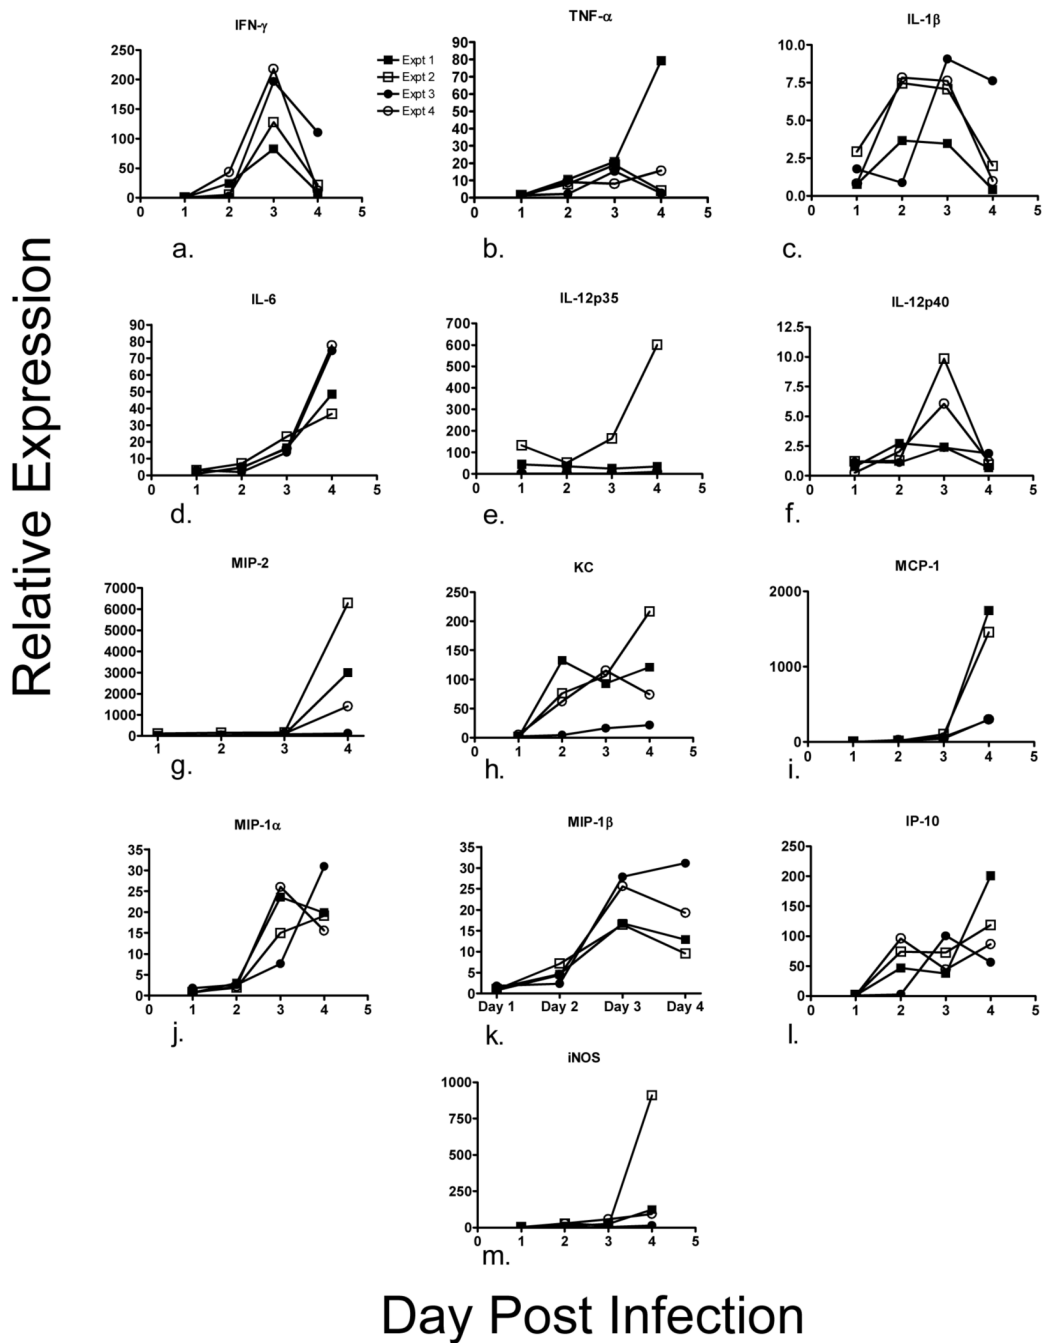 IFN-γ
250
200
150
100
50
0
0 1 2 3 4 5
a.
Expt 1
Expt 2
Expt 3
Expt 4
TNF-α
90
80
70
60
50
40
30
20
10
0
0 1 2 3 4 5
b.
IL-1β
10.0
7.5
5.0
2.5
0.0
0 1 2 3 4 5
c.
Relative Expression
IL-6
90
80
70
60
50
40
30
20
10
0
0 1 2 3 4 5
d.
IL-12p35
700
600
500
400
300
200
100
0
0 1 2 3 4 5
e.
IL-12p40
12.5
10.0
7.5
5.0
2.5
0.0
0 1 2 3 4 5
f.
MIP-2
7000
6000
5000
4000
3000
2000
1000
0
1 2 3 4
g.
KC
250
200
150
100
50
0
0 1 2 3 4 5
h.
MCP-1
2000
1000
0
0 1 2 3 4 5
i.
MIP-1α
35
30
25
20
15
10
5
0
0 1 2 3 4 5
j.
MIP-1β
35
30
25
20
15
10
5
0
Day 1 Day 2 Day 3 Day 4
k.
IP-10
250
200
150
100
50
0
0 1 2 3 4 5
l.
iNOS
1000
750
500
250
0
0 1 2 3 4 5
m.
Day Post Infection